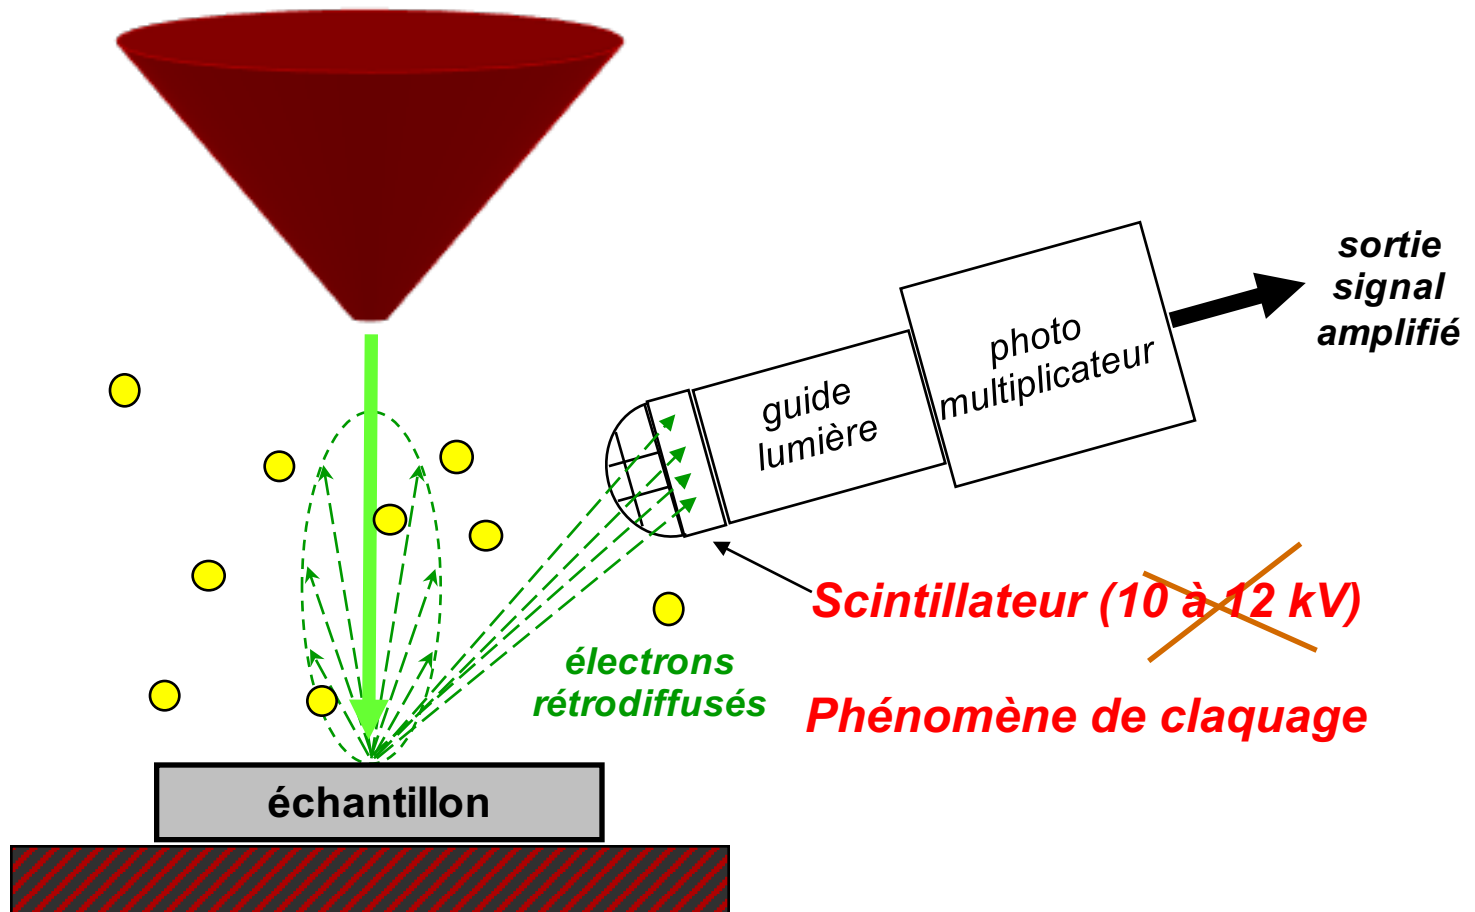 sortie
signal
amplifié
photo
multiplicateur
guide
lumière
Scintillateur (10 à 12 kV)
électrons
rétrodiffusés
Phénomène de claquage
échantillon